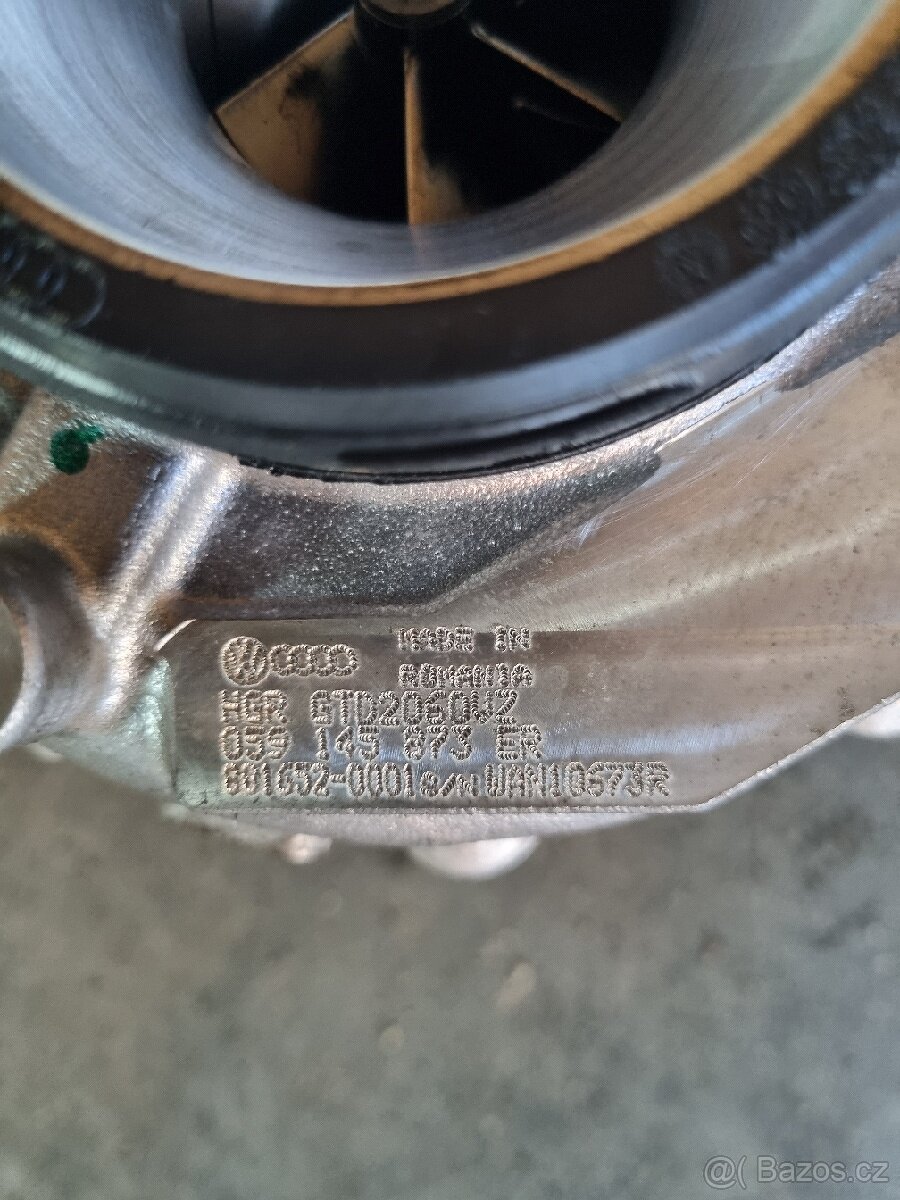 MADE IN
ROMANIA
HGR GTD2060VZ
059 145 873 ER
801652-0001 S/N WAN10673R
@( Bazos.cz